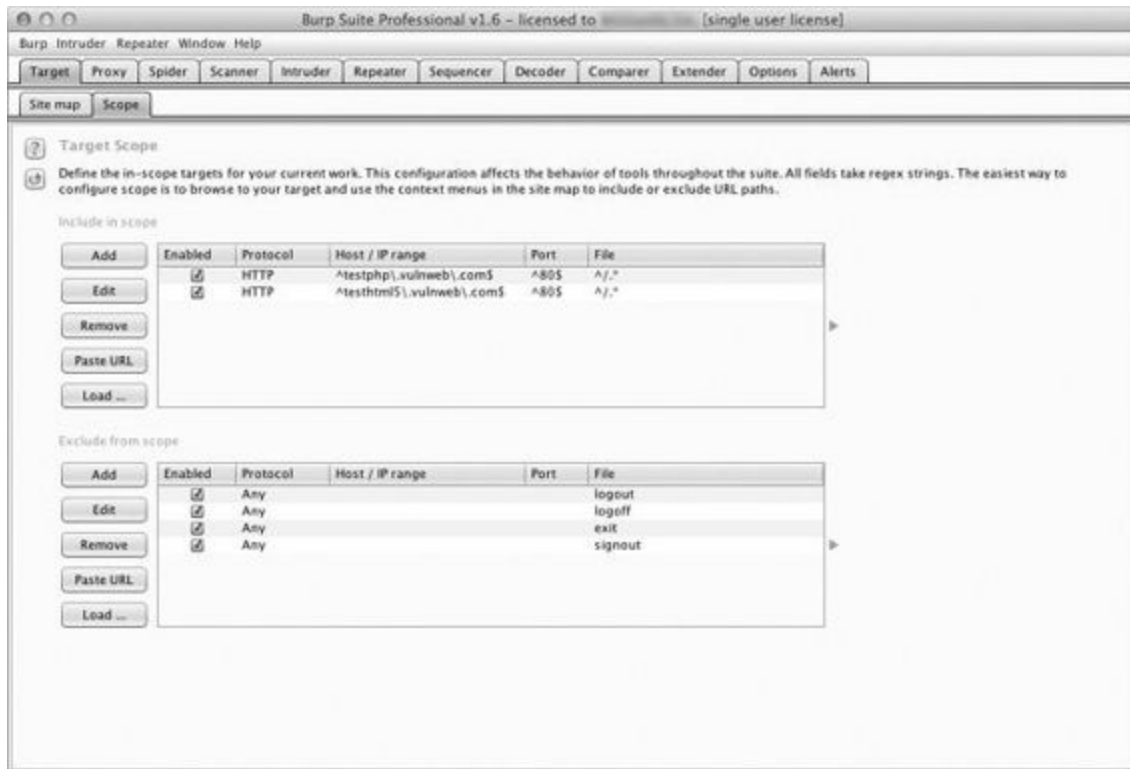 Burp Suite Professional v1.6 – licensed to [single user license]
Burp Intruder Repeater Window Help
Target Proxy Spider Scanner Intruder Repeater Sequencer Decoder Comparer Extender Options Alerts
Site map Scope
? Target Scope
Define the in-scope targets for your current work. This configuration affects the behavior of tools throughout the suite. All fields take regex strings. The easiest way to
configure scope is to browse to your target and use the context menus in the site map to include or exclude URL paths.
Include in scope
Add Enabled Protocol Host / IP range Port File
HTTP ^testphp\.vulnweb\.com$ ^80$ ^/.*
Edit HTTP ^testhtml5\.vulnweb\.com$ ^80$ ^/.*
Remove
Paste URL
Load ...
Exclude from scope
Add Enabled Protocol Host / IP range Port File
Any logout
Edit Any logoff
Any exit
Remove Any signout
Paste URL
Load ...